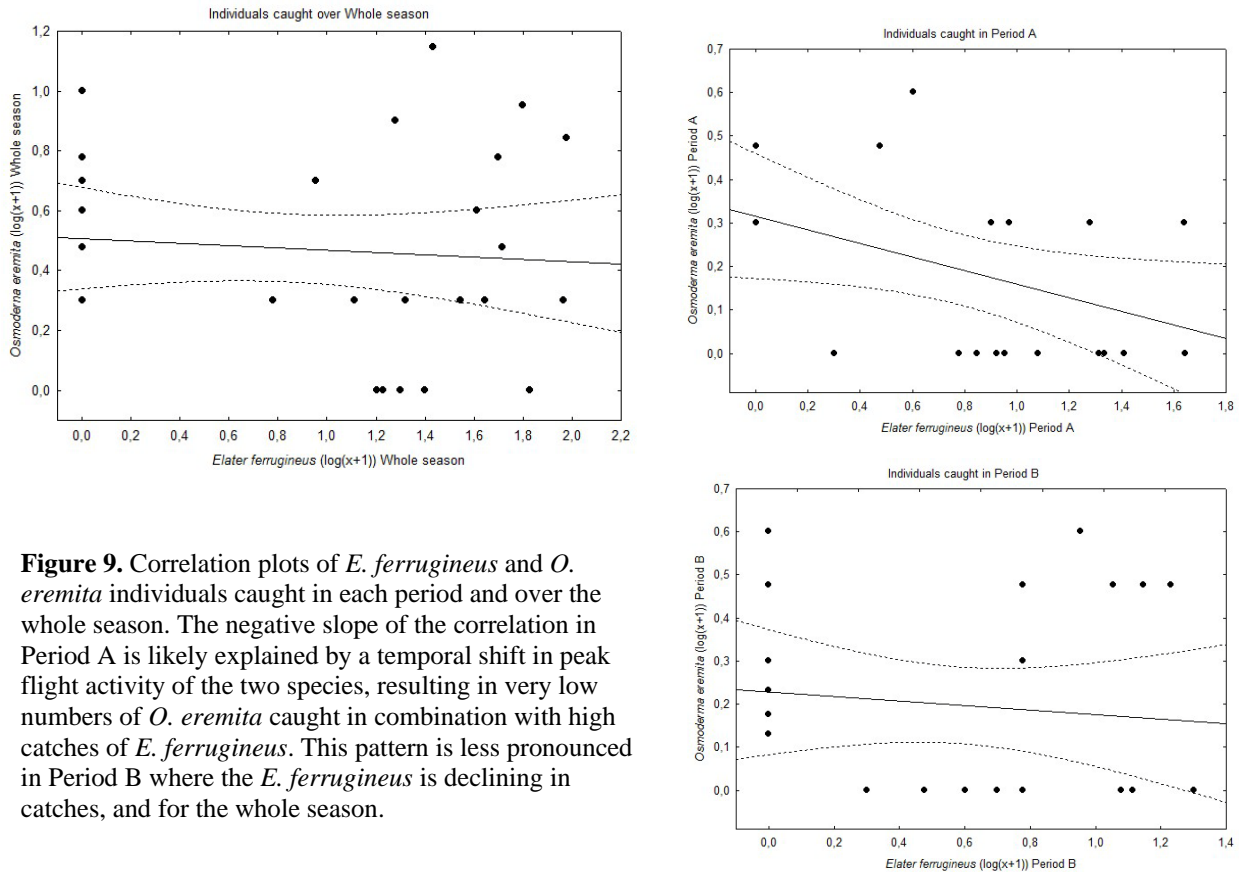 Individuals caught over Whole season
1,2
1,0
0,8
0,6
0,4
0,2
0,0
Osmoderma eremita (log(x+1)) Whole season
0,0 0,2 0,4 0,6 0,8 1,0 1,2 1,4 1,6 1,8 2,0 2,2
Elater ferrugineus (log(x+1)) Whole season
Individuals caught in Period A
0,7
0,6
0,5
0,4
0,3
0,2
0,1
0,0
Osmoderma eremita (log(x+1)) Period A
0,0 0,2 0,4 0,6 0,8 1,0 1,2 1,4 1,6 1,8
Elater ferrugineus (log(x+1)) Period A
Individuals caught in Period B
0,7
0,6
0,5
0,4
0,3
0,2
0,1
0,0
Osmoderma eremita (log(x+1)) Period B
0,0 0,2 0,4 0,6 0,8 1,0 1,2 1,4
Elater ferrugineus (log(x+1)) Period B
Figure 9. Correlation plots of E. ferrugineus and O.
eremita individuals caught in each period and over the
whole season. The negative slope of the correlation in
Period A is likely explained by a temporal shift in peak
flight activity of the two species, resulting in very low
numbers of O. eremita caught in combination with high
catches of E. ferrugineus. This pattern is less pronounced
in Period B where the E. ferrugineus is declining in
catches, and for the whole season.